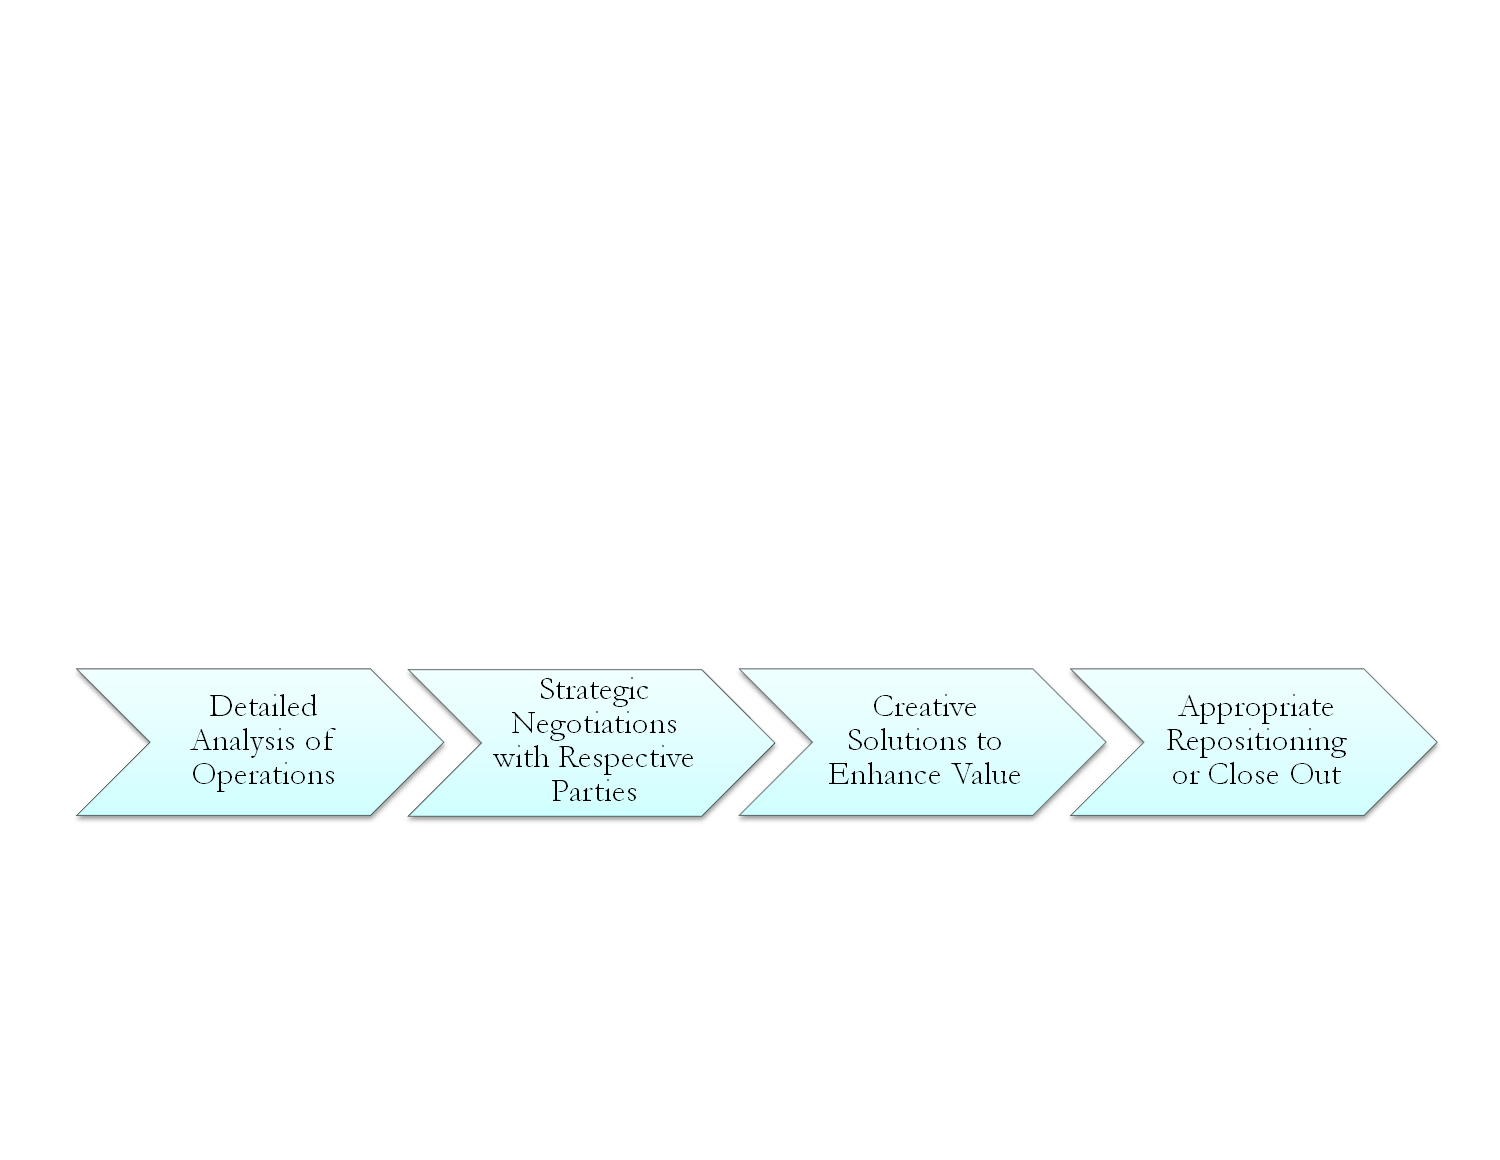 Detailed
Analysis of
Operations
Strategic
Negotiations
with Respective
Parties
Creative
Solutions to
Enhance Value
Appropriate
Repositioning
or Close Out